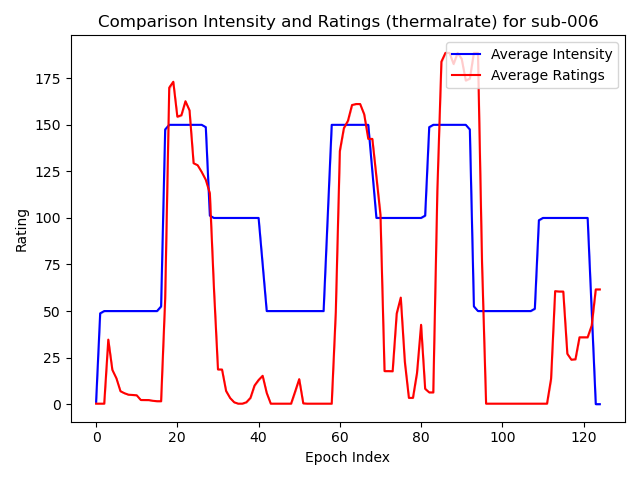 Comparison Intensity and Ratings (thermalrate) for sub-006
Average Intensity
Average Ratings
175
150
125
100
75
50
25
0
Rating
0 20 40 60 80 100 120
Epoch Index